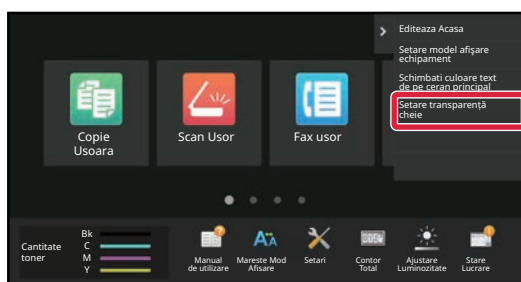 Editeaza Acasa
Setare model afişare
echipament
Schimbati culoare text
de pe ceran principal
Setare transparenţă
cheie
Copie
Usoara
Scan Usor
Fax usor
Cantitate
toner
Bk
C
M
Y
Manual
de utilizare
Mareste Mod
Afisare
Setari
Contor
Total
Ajustare
Luminozitate
Stare
Lucrare